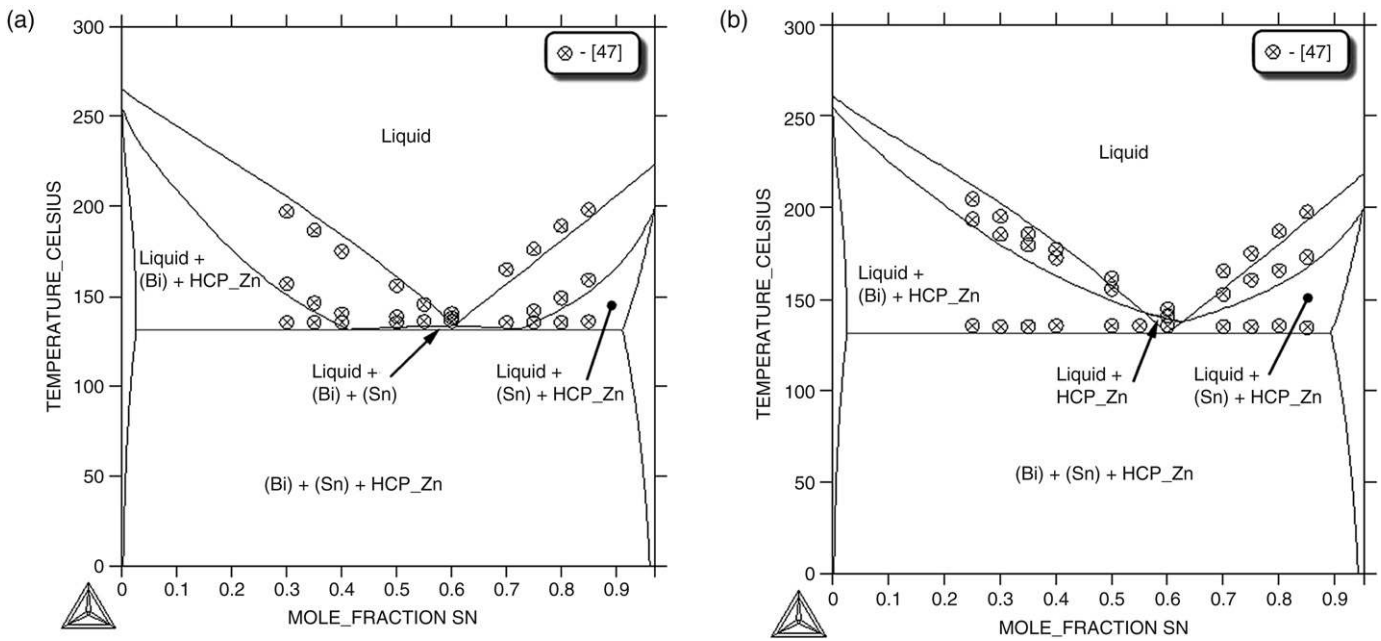 (a)
300
250
200
150
100
50
0
TEMPERATURE_CELSIUS
- [47]
Liquid
Liquid +
(Bi) + HCP_Zn
Liquid +
(Bi) + (Sn)
Liquid +
(Sn) + HCP_Zn
(Bi) + (Sn) + HCP_Zn
0 0.1 0.2 0.3 0.4 0.5 0.6 0.7 0.8 0.9
MOLE_FRACTION SN
(b)
300
250
200
150
100
50
0
TEMPERATURE_CELSIUS
- [47]
Liquid
Liquid +
(Bi) + HCP_Zn
Liquid +
HCP_Zn
Liquid +
(Sn) + HCP_Zn
(Bi) + (Sn) + HCP_Zn
0 0.1 0.2 0.3 0.4 0.5 0.6 0.7 0.8 0.9
MOLE_FRACTION SN